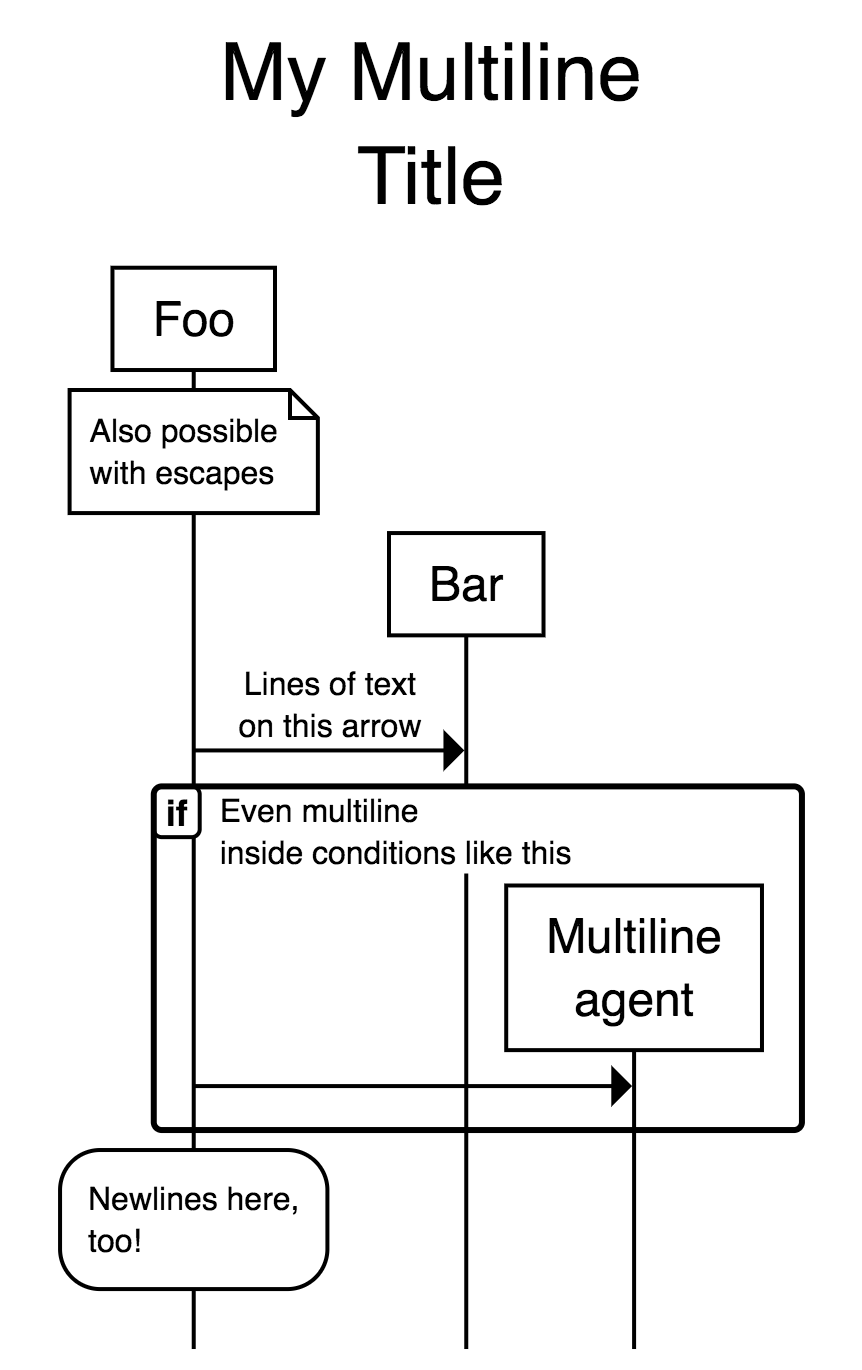 My Multiline
Title
Foo
Also possible
with escapes
Bar
Lines of text
on this arrow
if
Even multiline
inside conditions like this
Multiline
agent
Newlines here,
too!